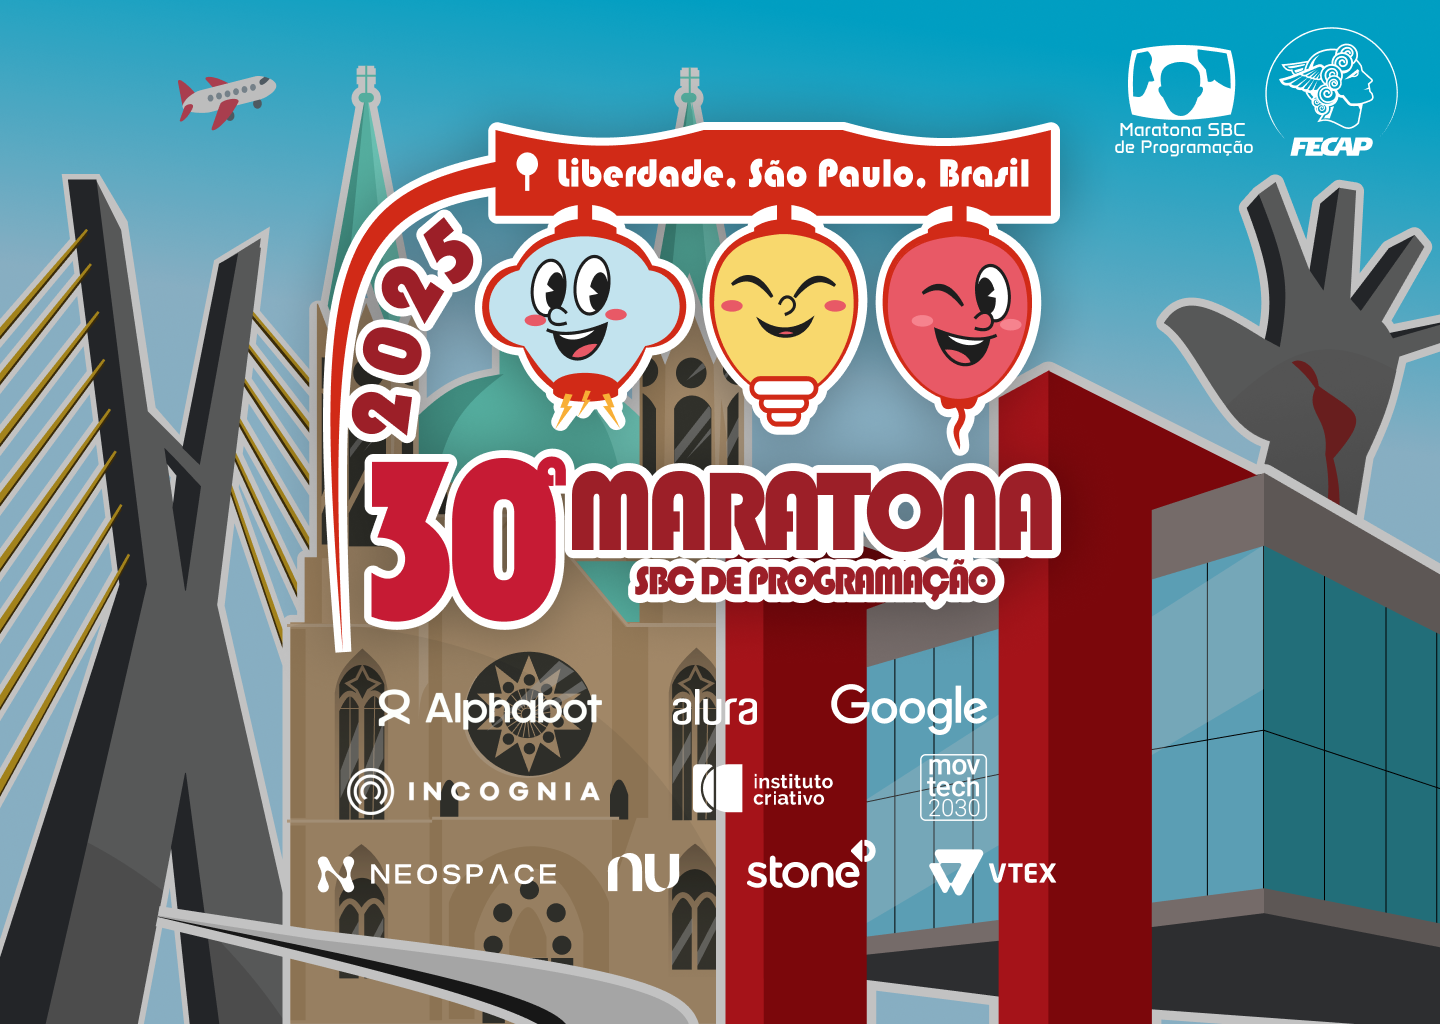 Maratona SBC
de Programação
FECAP
Liberdade, São Paulo, Brasil
2025
30ª MARATONA
SBC DE PROGRAMAÇÃO
Alphabot
alura
Google
INCOGNIA
instituto
criativo
mov
tech
2030
NEOSPACE
nu
stone
VTEX